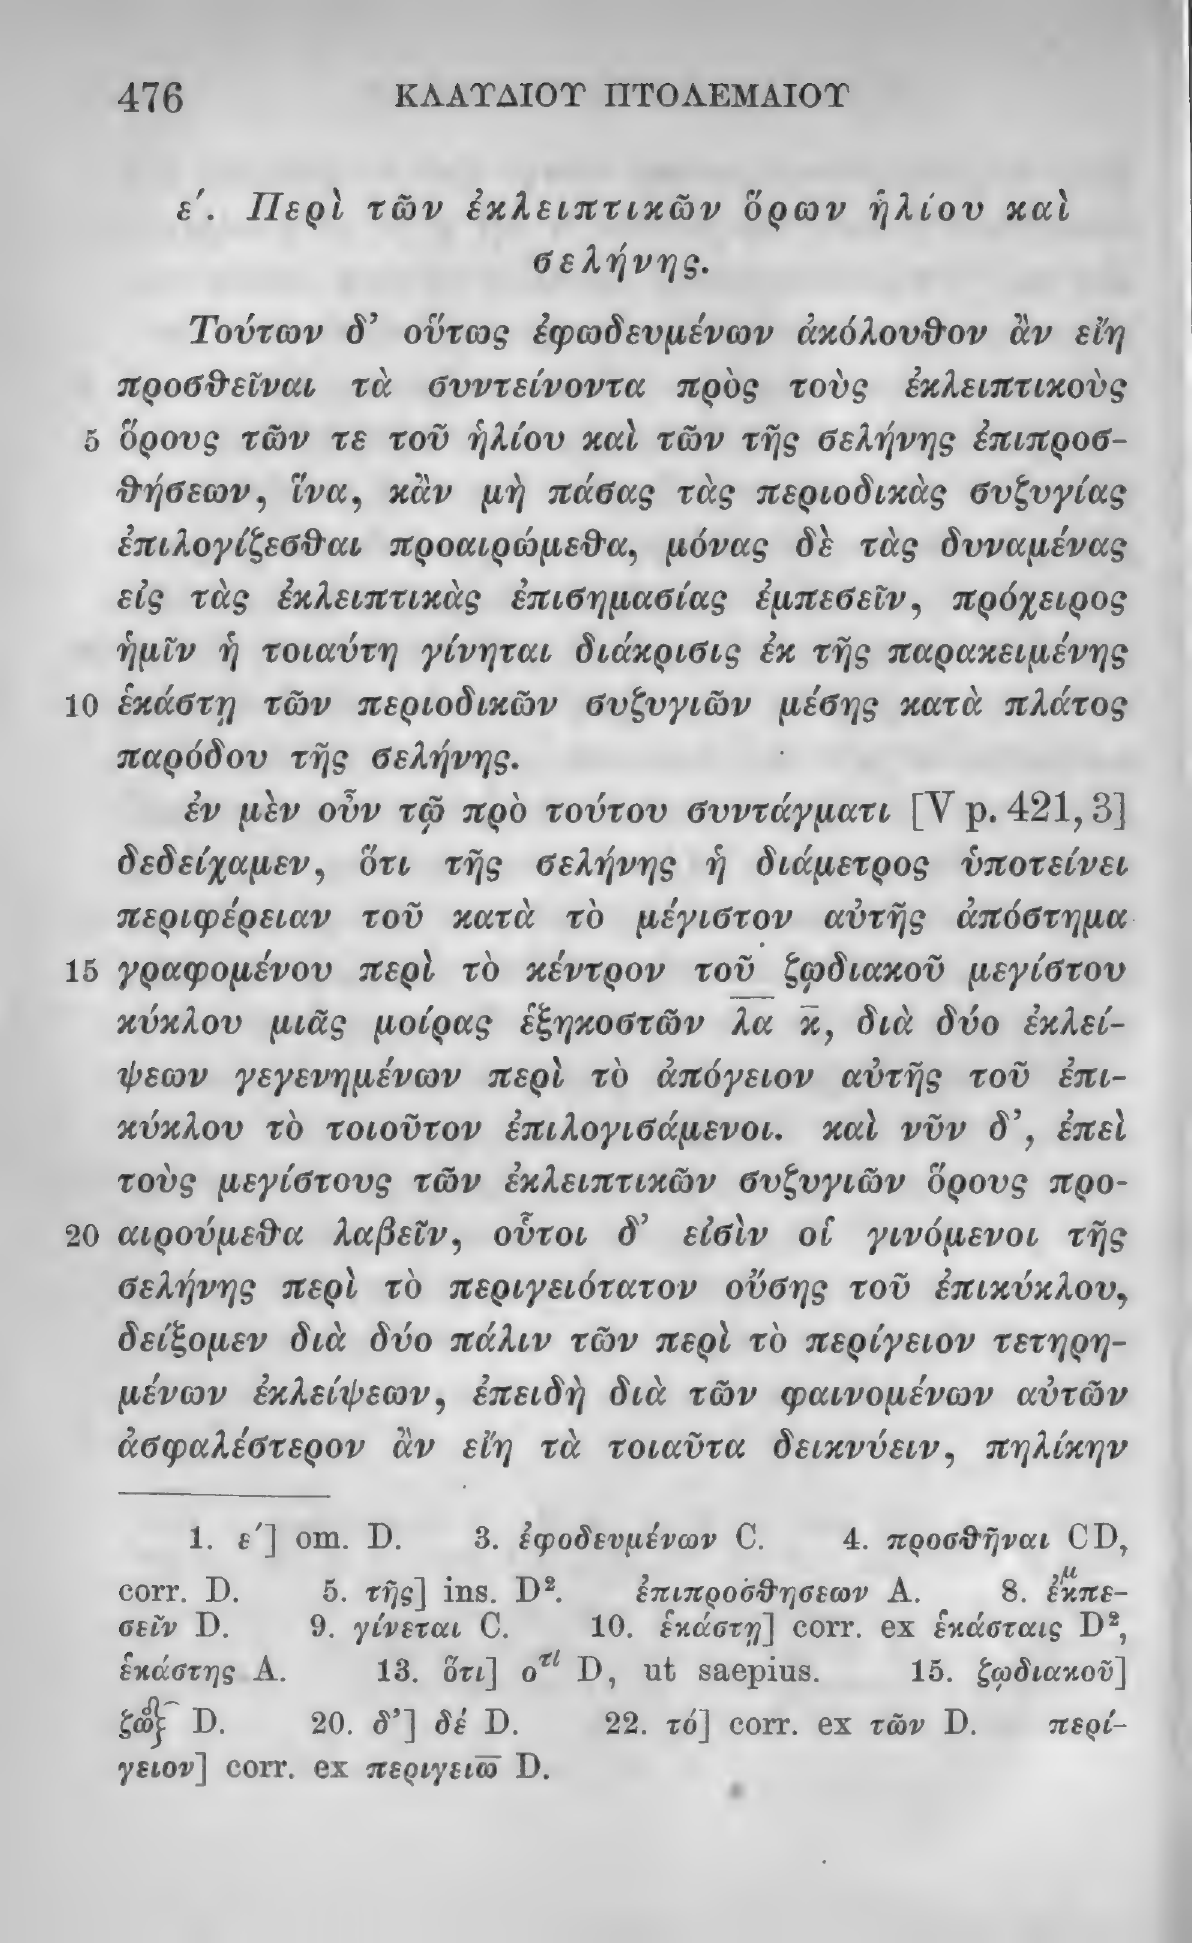 476 ΚΛΑΥΔΙΟΥ ΠΤΟΛΕΜΑΙΟΥ
ε′. Περὶ τῶν ἐκλειπτικῶν ὅρων ἡλίου καὶ
σελήνης.
Τούτων δ’ οὕτως ἐφωδευμένων ἀκόλουθον ἂν εἴη
προσθεῖναι τὰ συντείνοντα πρὸς τοὺς ἐκλειπτικοὺς
5 ὅρους τῶν τε τοῦ ἡλίου καὶ τῶν τῆς σελήνης ἐπιπροσ-
θήσεων, ἵνα, κἂν μὴ πάσας τὰς περιοδικὰς συζυγίας
ἐπιλογίζεσθαι προαιρώμεθα, μόνας δὲ τὰς δυναμένας
εἰς τὰς ἐκλειπτικὰς ἐπισημασίας ἐμπεσεῖν, πρόχειρος
ἡμῖν ἡ τοιαύτη γίνηται διάκρισις ἐκ τῆς παρακειμένης
10 ἑκάστῃ τῶν περιοδικῶν συζυγιῶν μέσης κατὰ πλάτος
παρόδου τῆς σελήνης.
ἐν μὲν οὖν τῷ πρὸ τούτου συντάγματι [V p. 421, 3]
δεδείχαμεν, ὅτι τῆς σελήνης ἡ διάμετρος ὑποτείνει
περιφέρειαν τοῦ κατὰ τὸ μέγιστον αὐτῆς ἀπόστημα
15 γραφομένου περὶ τὸ κέντρον τοῦ ζῳδιακοῦ μεγίστου
κύκλου μιᾶς μοίρας ἑξηκοστῶν λ̅α̅ κ̅, διὰ δύο ἐκλεί-
ψεων γεγενημένων περὶ τὸ ἀπόγειον αὐτῆς τοῦ ἐπι-
κύκλου τὸ τοιοῦτον ἐπιλογισάμενοι. καὶ νῦν δ’, ἐπεὶ
τοὺς μεγίστους τῶν ἐκλειπτικῶν συζυγιῶν ὅρους προ-
20 αιρούμεθα λαβεῖν, οὗτοι δ’ εἰσὶν οἱ γινόμενοι τῆς
σελήνης περὶ τὸ περιγειότατον οὔσης τοῦ ἐπικύκλου,
δείξομεν διὰ δύο πάλιν τῶν περὶ τὸ περίγειον τετηρη-
μένων ἐκλείψεων, ἐπειδὴ διὰ τῶν φαινομένων αὐτῶν
ἀσφαλέστερον ἂν εἴη τὰ τοιαῦτα δεικνύειν, πηλίκην
1. ε′] om. D. 3. ἐφοδευμένων C. 4. προσθῆναι CD,
corr. D. 5. τῆς] ins. D². ἐπιπροσθησεων A. 8. ἐκμπε-
σεῖν D. 9. γίνεται C. 10. ἑκάστῃ] corr. ex ἑκάσταις D²,
ἑκάστης A. 13. ὅτι] οτι D, ut saepius. 15. ζῳδιακοῦ]
D. 20. δ’] δέ D. 22. τό] corr. ex τῶν D. περί-
γειον] corr. ex περιγειω̅ D.